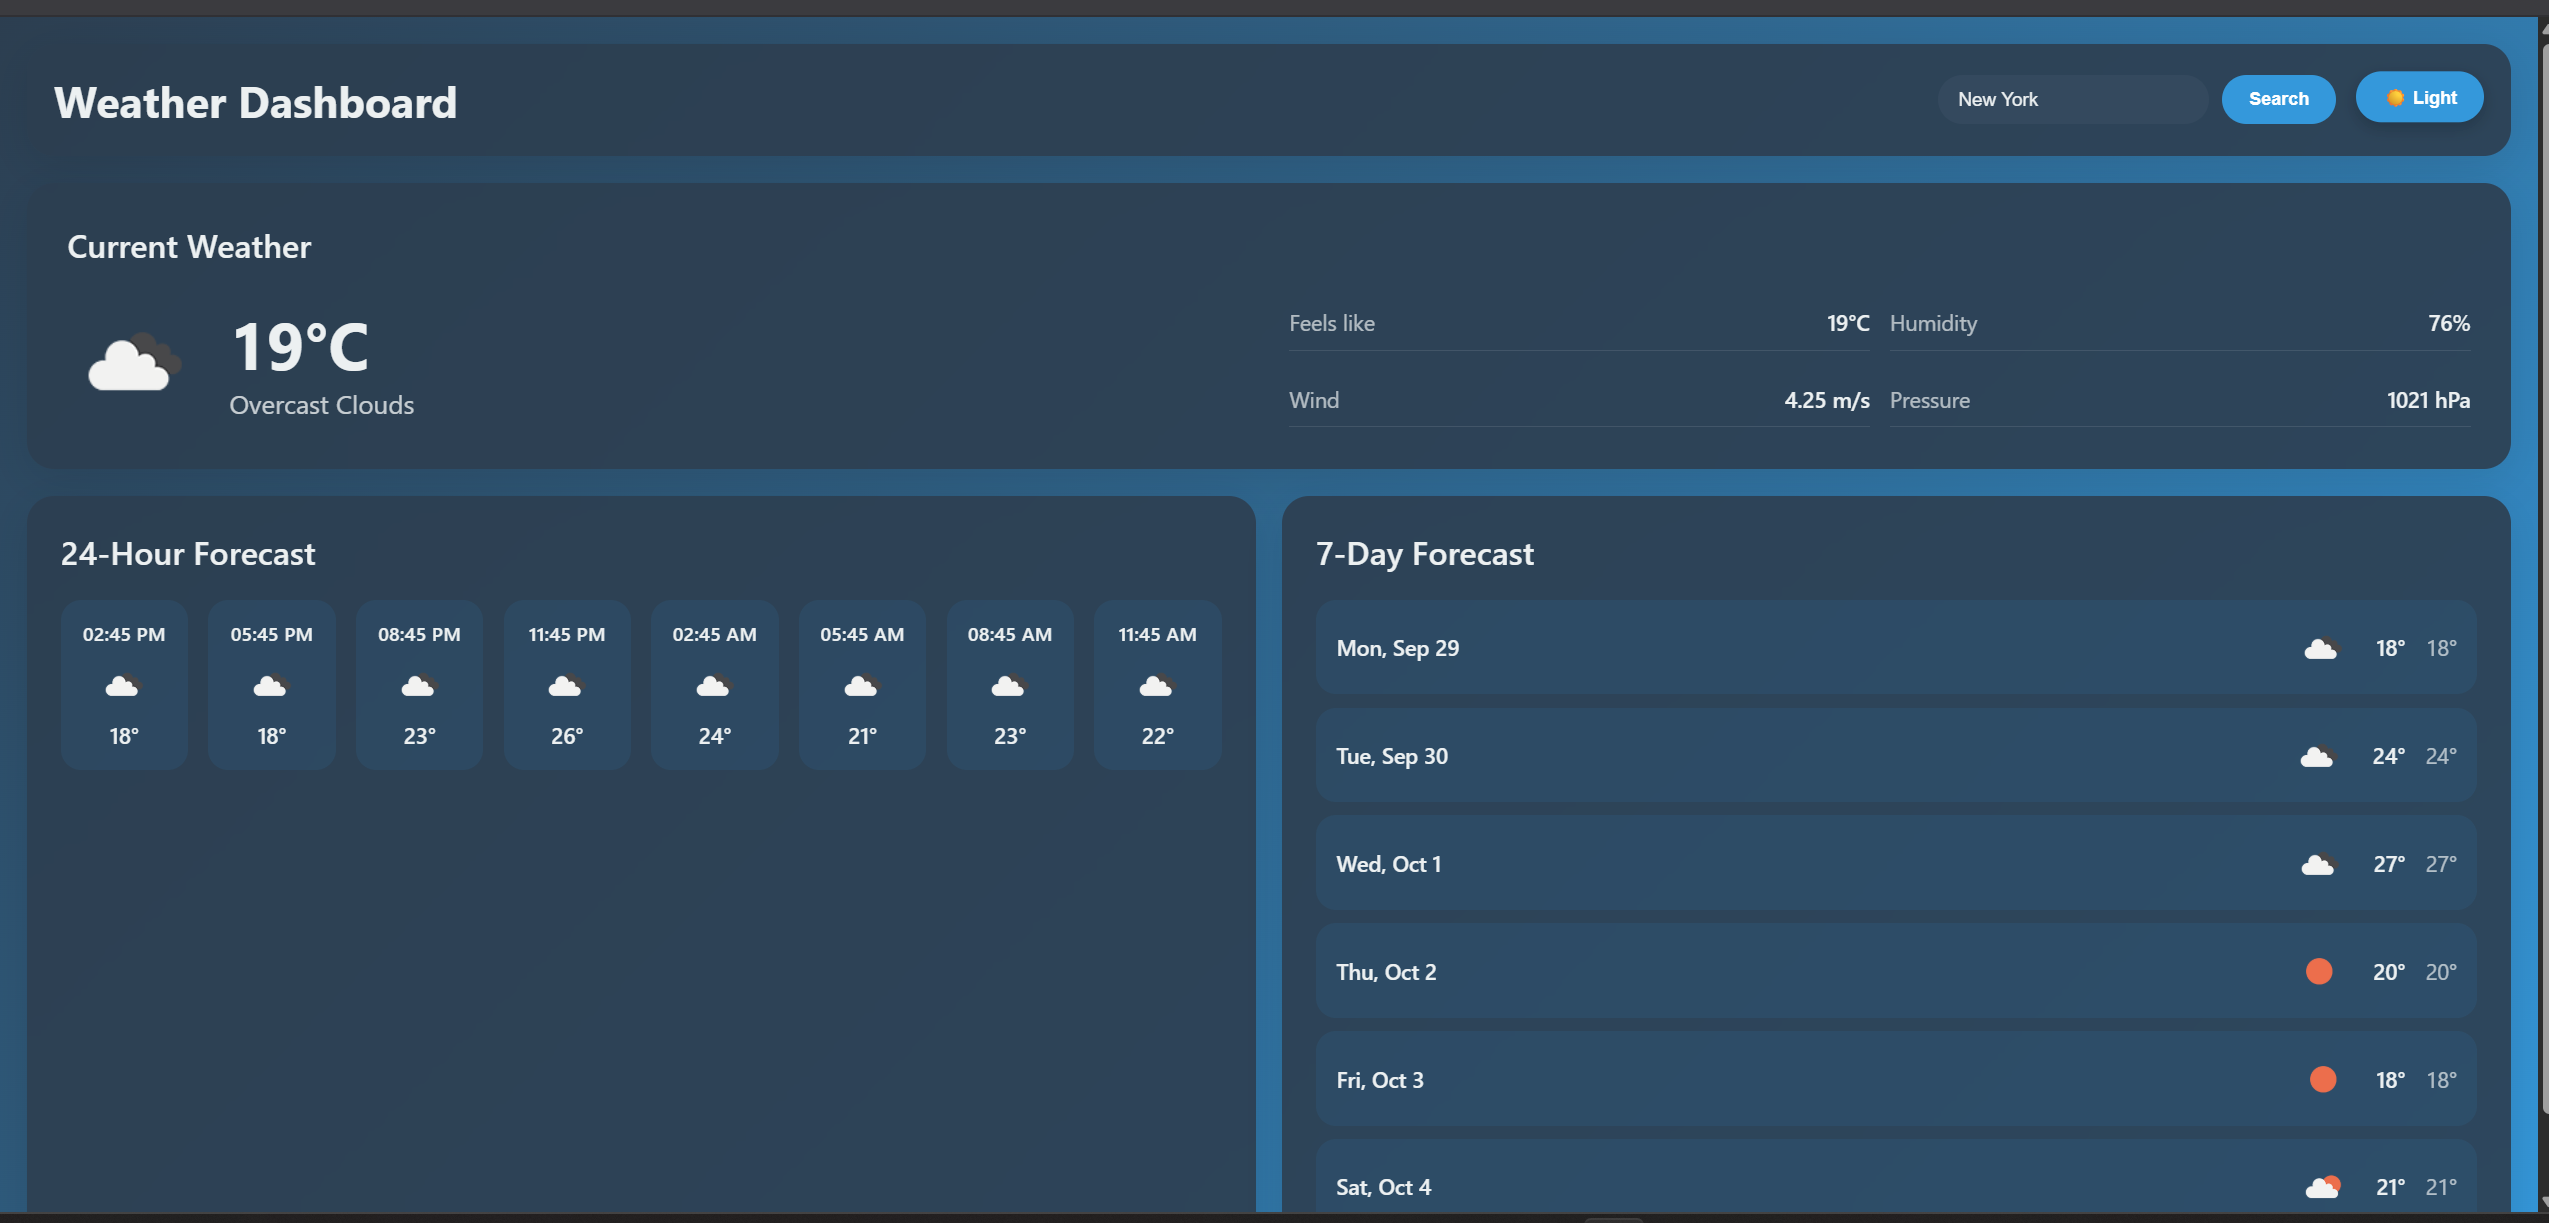 Weather Dashboard
New York
Search
Light
Current Weather
19°C
Overcast Clouds
Feels like 19°C
Humidity 76%
Wind 4.25 m/s
Pressure 1021 hPa
24-Hour Forecast
02:45 PM 05:45 PM 08:45 PM 11:45 PM 02:45 AM 05:45 AM 08:45 AM 11:45 AM
18° 18° 23° 26° 24° 21° 23° 22°
7-Day Forecast
Mon, Sep 29 18° 18°
Tue, Sep 30 24° 24°
Wed, Oct 1 27° 27°
Thu, Oct 2 20° 20°
Fri, Oct 3 18° 18°
Sat, Oct 4 21° 21°